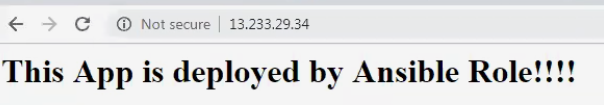 Not secure 13.233.29.34
This App is deployed by Ansible Role!!!!